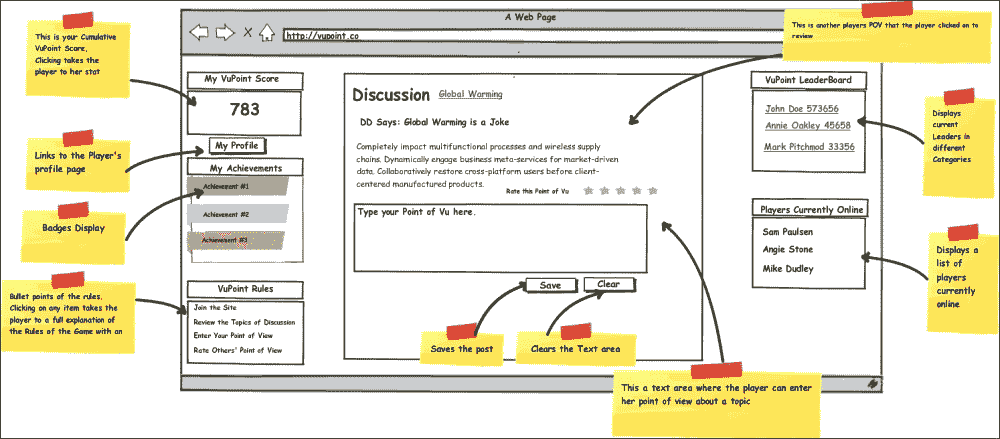 A Web Page
http://vupoint.co
This is your Cumulative
VuPoint Score,
Clicking takes the
player to her stat
Links to the Player's
profile page
Badges Display
Bullet points of the rules.
Clicking on any item takes the
player to a full explanation of
the Rules of the Game with an
My VuPoint Score
783
My Profile
My Achievements
Achievement #1
Achievement #2
Achievement #3
VuPoint Rules
Join the Site
Review the Topics of Discussion
Enter Your Point of View
Rate Others' Point of View
Discussion Global Warming
DD Says: Global Warming is a Joke
Completely impact multifunctional processes and wireless supply
chains. Dynamically engage business meta-services for market-driven
data. Collaboratively restore cross-platform users before client-
centered manufactured products.
Rate this Point of Vu
Type your Point of Vu here.
Save Clear
Saves the post
Clears the Text area
This a text area where the player can enter
her point of view about a topic
This is another players POV that the player clicked on to
review
VuPoint LeaderBoard
John Doe 573656
Annie Oakley 45658
Mark Pitchmod 33356
Players Currently Online
Sam Paulsen
Angie Stone
Mike Dudley
Displays
current
Leaders in
different
Categories
Displays a
list of
players
currently
online